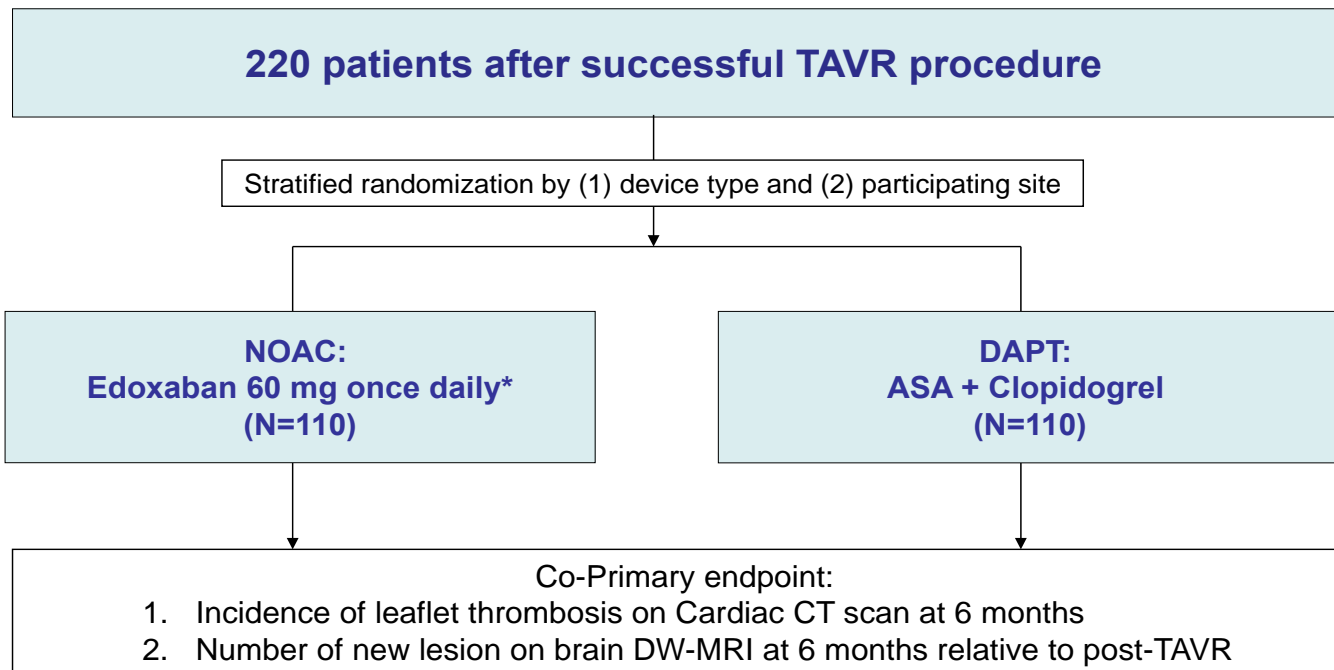 220 patients after successful TAVR procedure
Stratified randomization by (1) device type and (2) participating site
NOAC:
Edoxaban 60 mg once daily*
(N=110)
DAPT:
ASA + Clopidogrel
(N=110)
Co-Primary endpoint:
1. Incidence of leaflet thrombosis on Cardiac CT scan at 6 months
2. Number of new lesion on brain DW-MRI at 6 months relative to post-TAVR